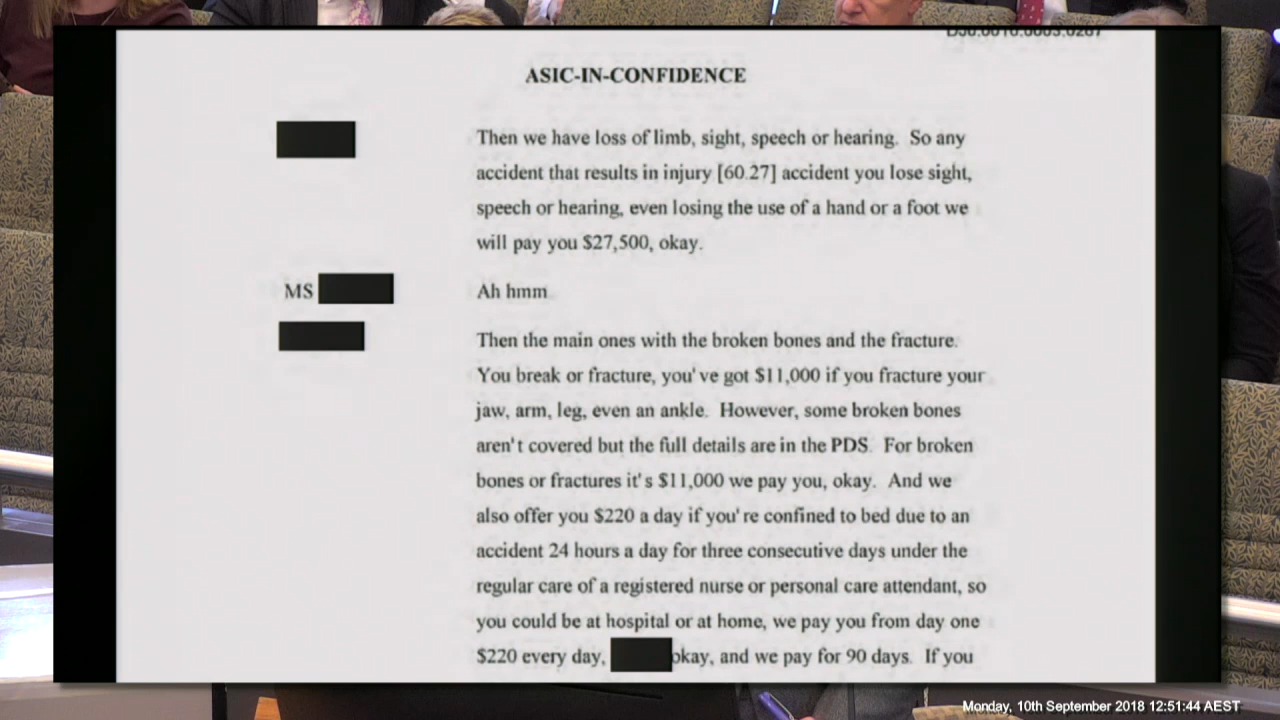 ASIC-IN-CONFIDENCE
Then we have loss of limb, sight, speech or hearing. So any
accident that results in injury [60.27] accident you lose sight,
speech or hearing, even losing the use of a hand or a foot we
will pay you $27,500, okay.
MS Ah hmm
Then the main ones with the broken bones and the fracture.
You break or fracture, you've got $11,000 if you fracture your
jaw, arm, leg, even an ankle. However, some broken bones
aren't covered but the full details are in the PDS. For broken
bones or fractures it's $11,000 we pay you, okay. And we
also offer you $220 a day if you're confined to bed due to an
accident 24 hours a day for three consecutive days under the
regular care of a registered nurse or personal care attendant, so
you could be at hospital or at home, we pay you from day one
$220 every day, okay, and we pay for 90 days. If you
Monday, 10th September 2018 12:51:44 AEST